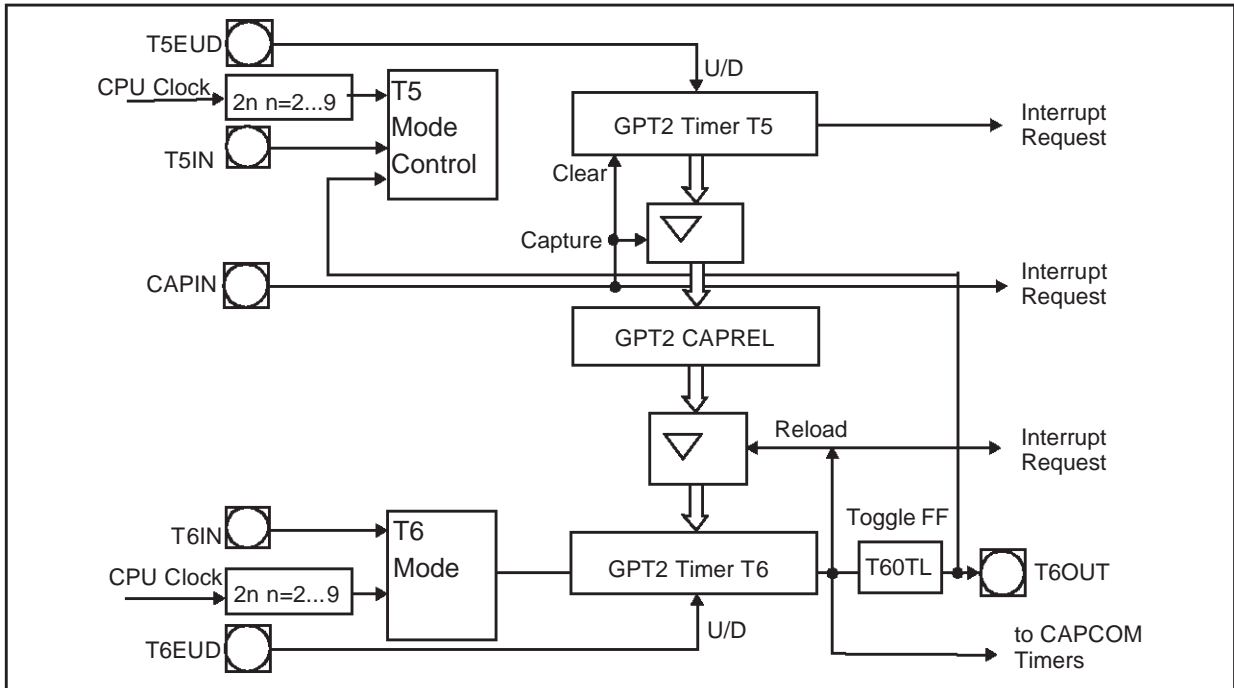 T5EUD
U/D
CPU Clock
2n n=2...9
T5
Mode
Control
GPT2 Timer T5
Interrupt
Request
T5IN
Clear
Capture
CAPIN
Interrupt
Request
GPT2 CAPREL
Reload
Interrupt
Request
T6IN
T6
Mode
Toggle FF
GPT2 Timer T6
T60TL
T6OUT
CPU Clock
2n n=2...9
U/D
T6EUD
to CAPCOM
Timers